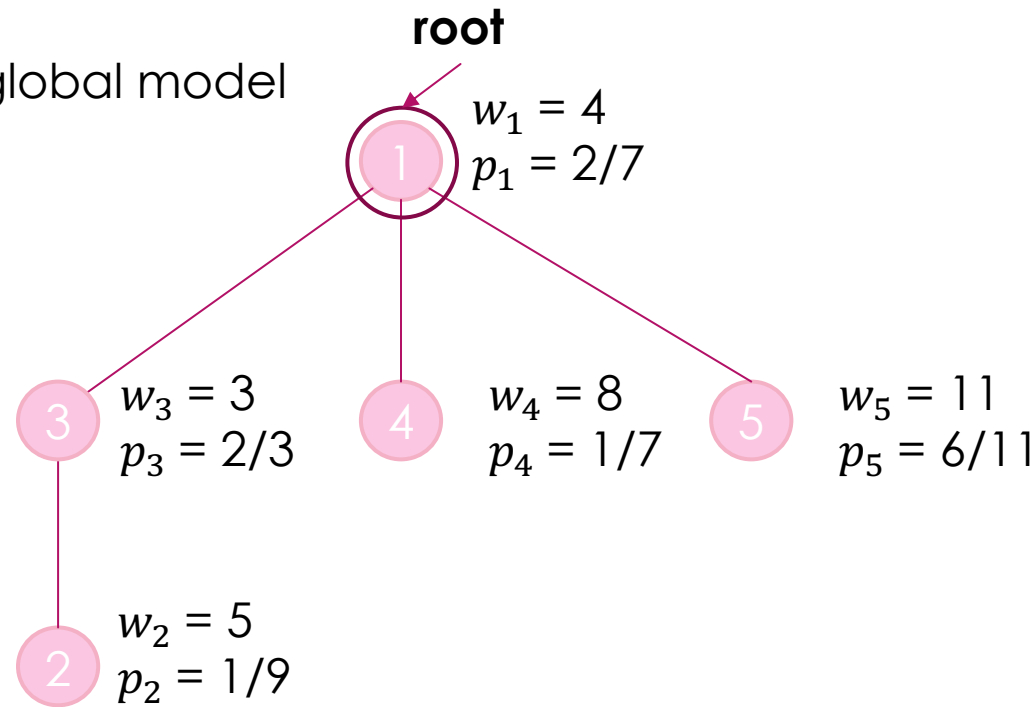 root
global model
w₁ = 4
p₁ = 2/7
1
w₃ = 3
p₃ = 2/3
3
w₄ = 8
p₄ = 1/7
4
w₅ = 11
p₅ = 6/11
5
w₂ = 5
p₂ = 1/9
2